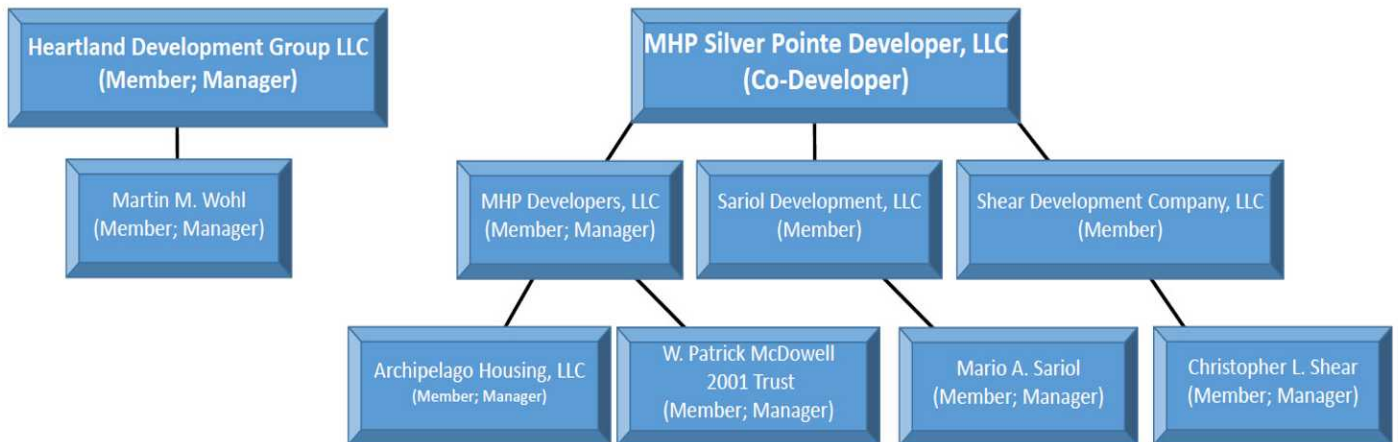 Heartland Development Group LLC
(Member; Manager)
MHP Silver Pointe Developer, LLC
(Co-Developer)
Martin M. Wohl
(Member; Manager)
MHP Developers, LLC
(Member; Manager)
Sariol Development, LLC
(Member)
Shear Development Company, LLC
(Member)
Archipelago Housing, LLC
(Member; Manager)
W. Patrick McDowell
2001 Trust
(Member; Manager)
Mario A. Sariol
(Member; Manager)
Christopher L. Shear
(Member; Manager)